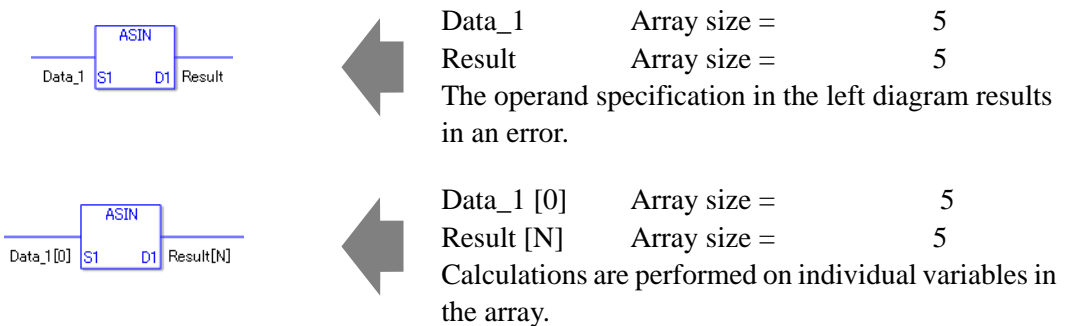 ASIN
Data_1 S1 D1 Result
Data_1 Array size = 5
Result Array size = 5
The operand specification in the left diagram results
in an error.
ASIN
Data_1[0] S1 D1 Result[N]
Data_1 [0] Array size = 5
Result [N] Array size = 5
Calculations are performed on individual variables in
the array.